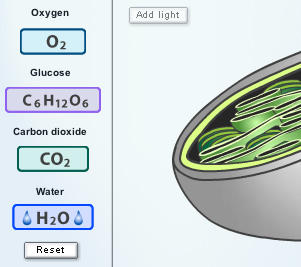 Oxygen
O₂
Glucose
C₆H₁₂O₆
Carbon dioxide
CO₂
Water
H₂O
Reset
Add light